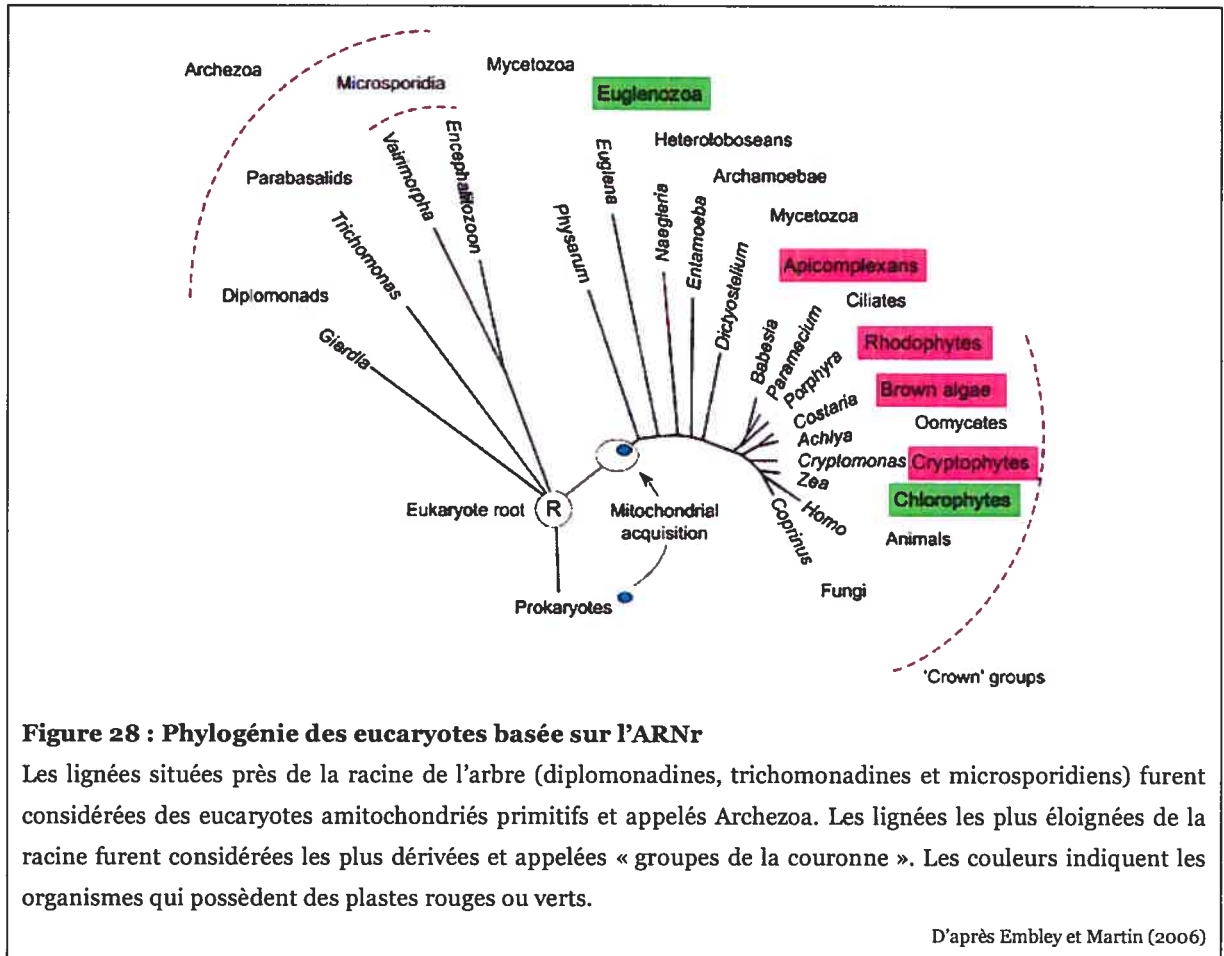 Archezoa
Microsporidia
Mycetozoa
Euglenozoa
Heteroloboseans
Archamoebae
Mycetozoa
Apicomplexans
Ciliates
Rhodophytes
Brown algae
Oomycetes
Cryptophytes
Chlorophytes
Animals
Fungi
'Crown' groups
Parabasalids
Diplomonads
Giardia
Trichomonas
Vairimorpha
Encephalitozoon
Physarum
Euglena
Naegleria
Entamoeba
Dictyostelium
Babesia
Paramecium
Porphyra
Costaria
Achlya
Cryptomonas
Zea
Homo
Coprinus
Eukaryote root
R
Mitochondrial
acquisition
Prokaryotes
Figure 28 : Phylogénie des eucaryotes basée sur l'ARNr
Les lignées situées près de la racine de l'arbre (diplomonadines, trichomonadines et microsporidiens) furent
considérées des eucaryotes amitochondriés primitifs et appelés Archezoa. Les lignées les plus éloignées de la
racine furent considérées les plus dérivées et appelées « groupes de la couronne ». Les couleurs indiquent les
organismes qui possèdent des plastes rouges ou verts.
D'après Embley et Martin (2006)